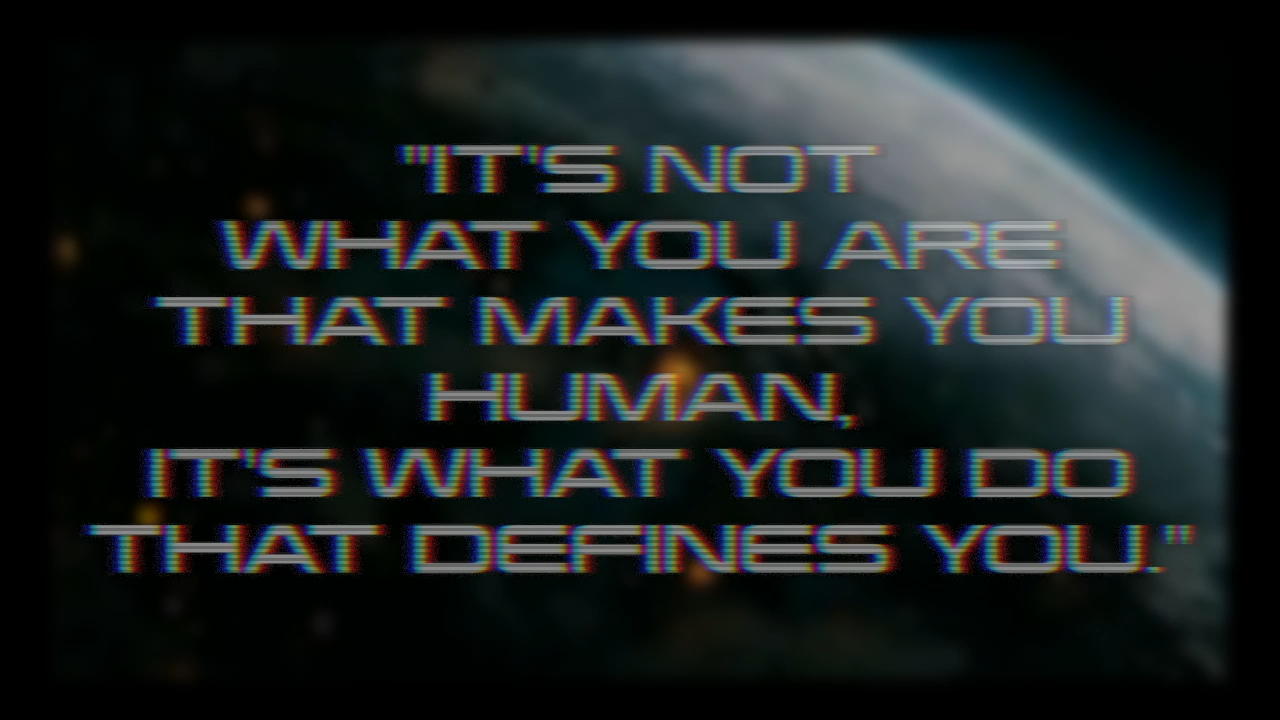 "IT'S NOT
WHAT YOU ARE
THAT MAKES YOU
HUMAN,
IT'S WHAT YOU DO
THAT DEFINES YOU."